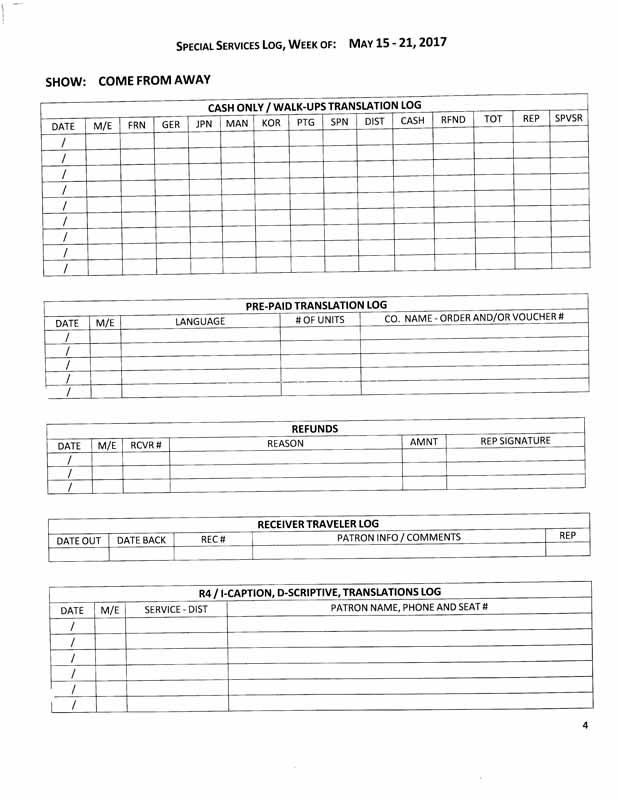 SPECIAL SERVICES LOG, WEEK OF: MAY 15 - 21, 2017
SHOW: COME FROM AWAY
CASH ONLY / WALK-UPS TRANSLATION LOG
DATE M/E FRN GER JPN MAN KOR PTG SPN DIST CASH RFND TOT REP SPVSR
/
/
/
/
/
/
/
/
/
PRE-PAID TRANSLATION LOG
DATE M/E LANGUAGE # OF UNITS CO. NAME - ORDER AND/OR VOUCHER #
/
/
/
/
/
REFUNDS
DATE M/E RCVR # REASON AMNT REP SIGNATURE
/
/
/
RECEIVER TRAVELER LOG
DATE OUT DATE BACK REC # PATRON INFO / COMMENTS REP
R4 / I-CAPTION, D-SCRIPTIVE, TRANSLATIONS LOG
DATE M/E SERVICE - DIST PATRON NAME, PHONE AND SEAT #
/
/
/
/
/
/
4